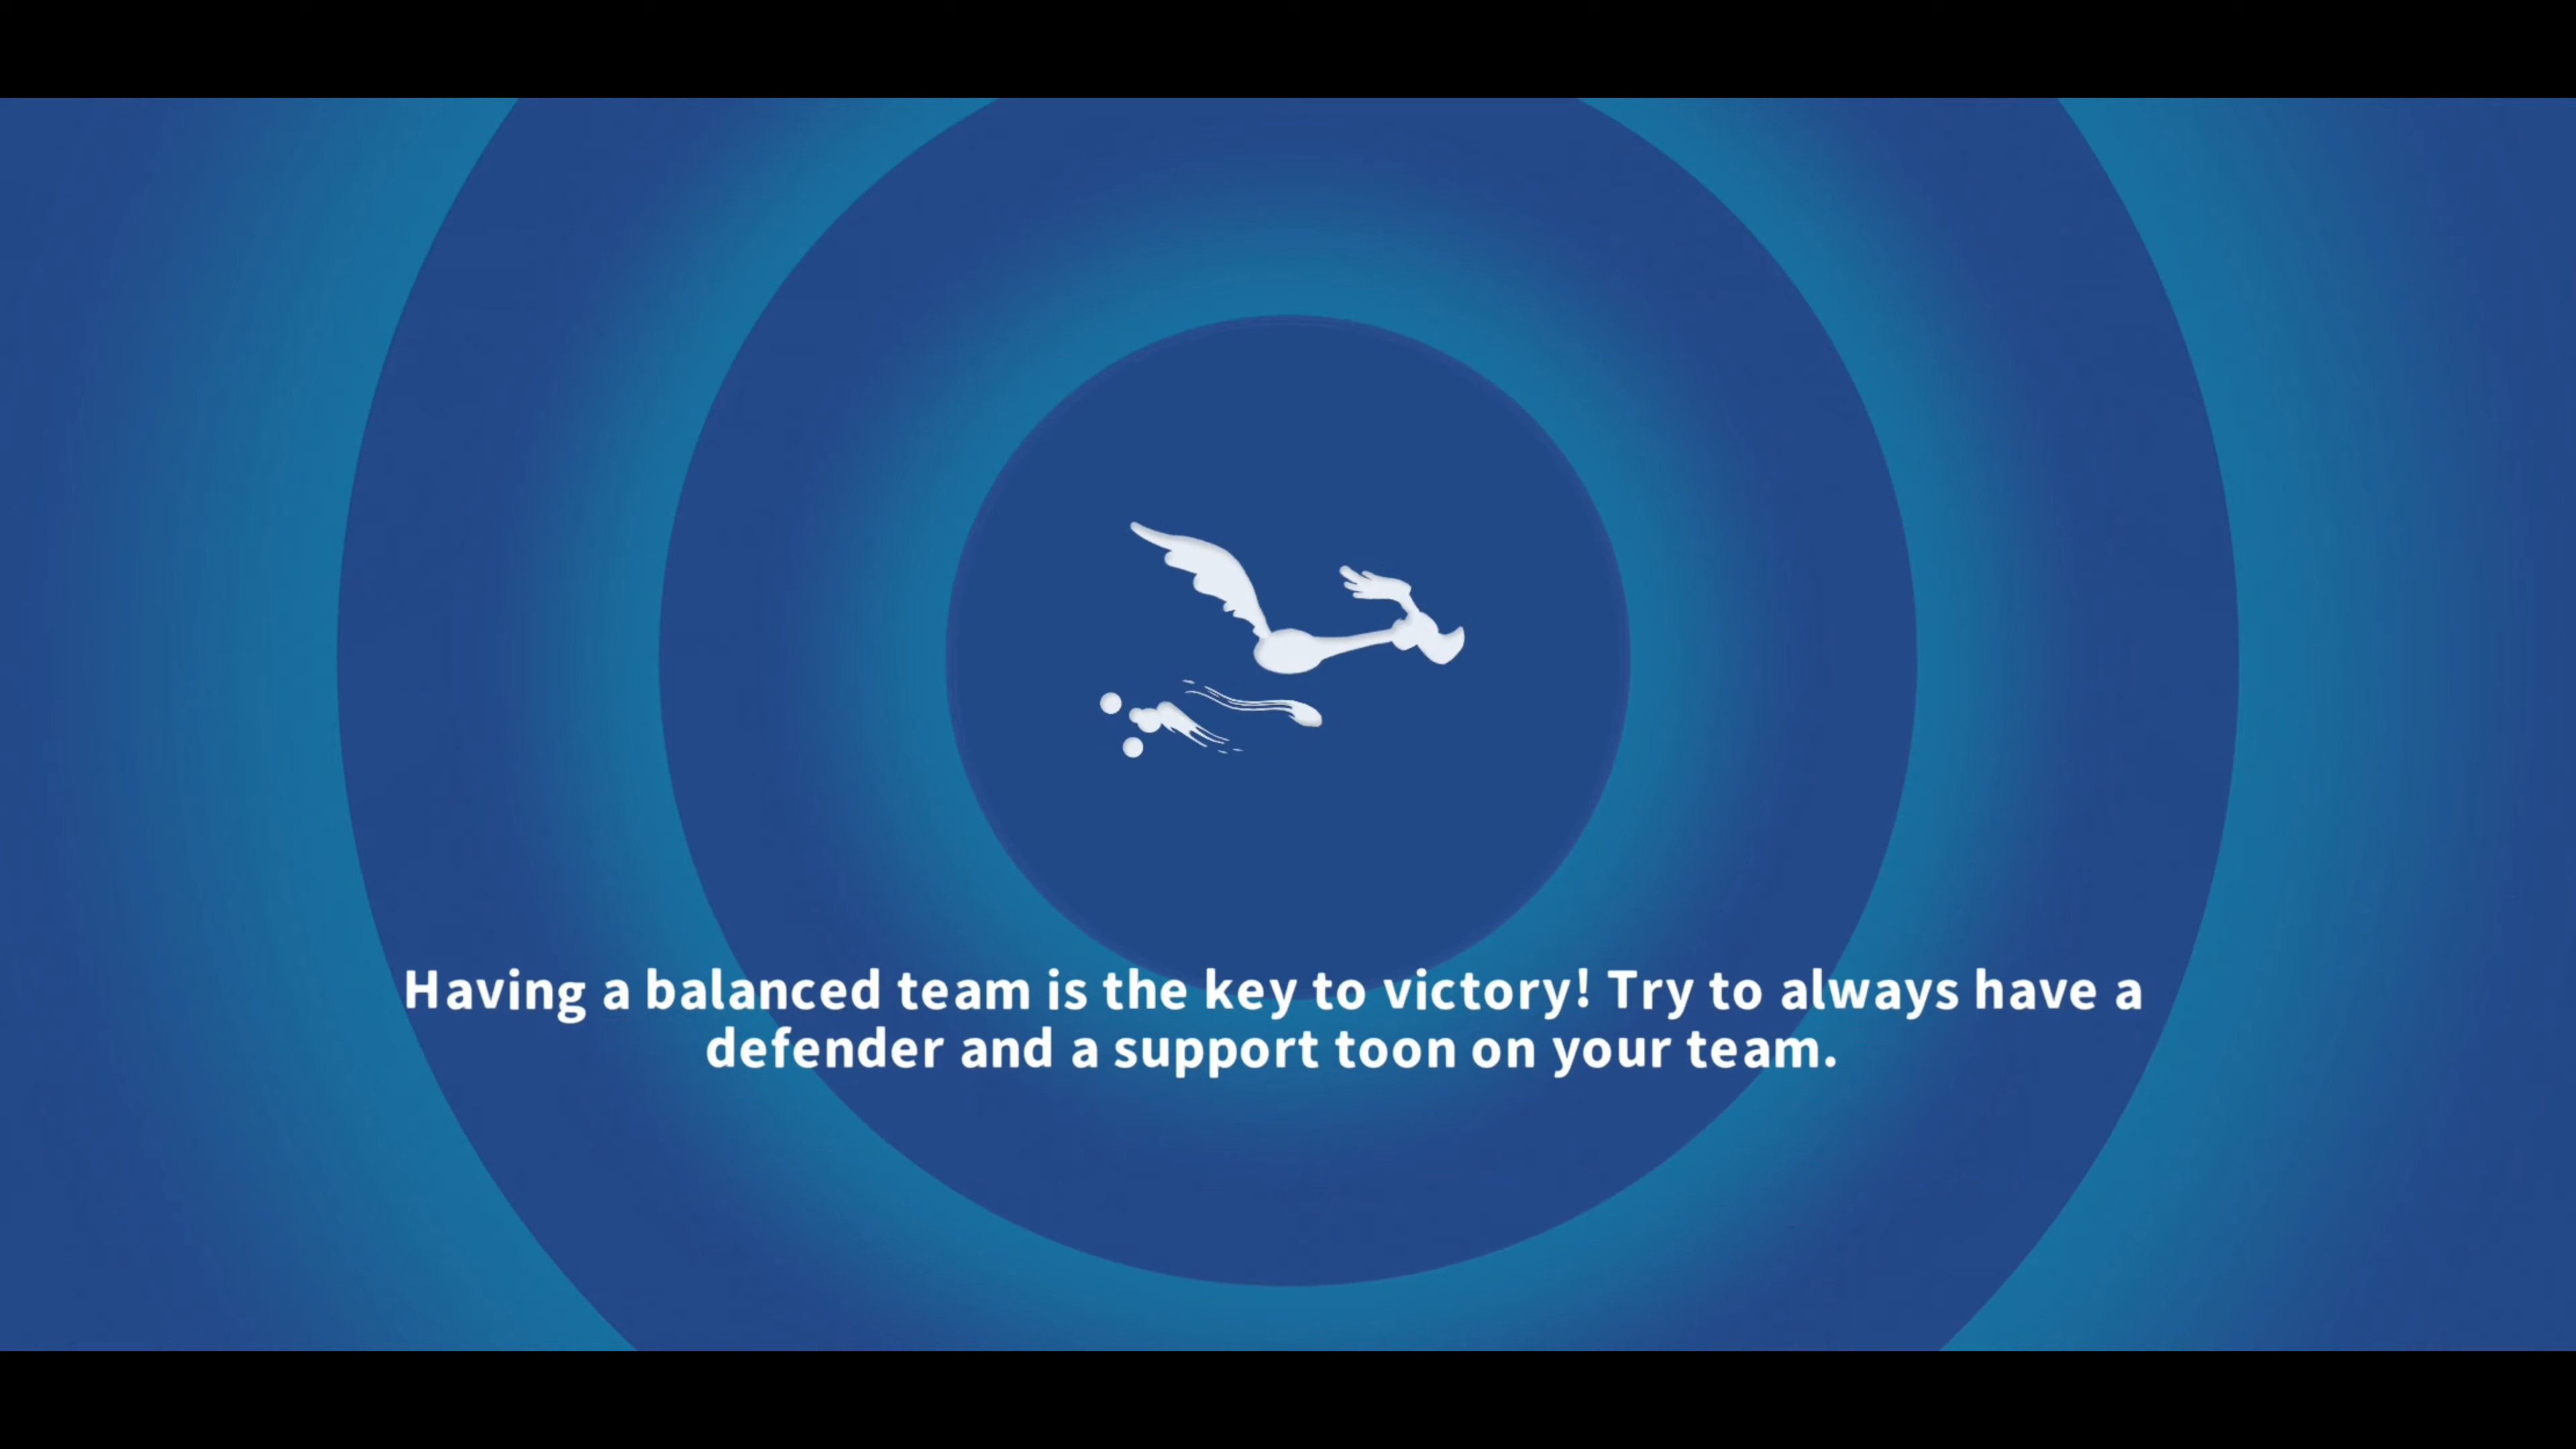 Having a balanced team is the key to victory! Try to always have a
defender and a support toon on your team.